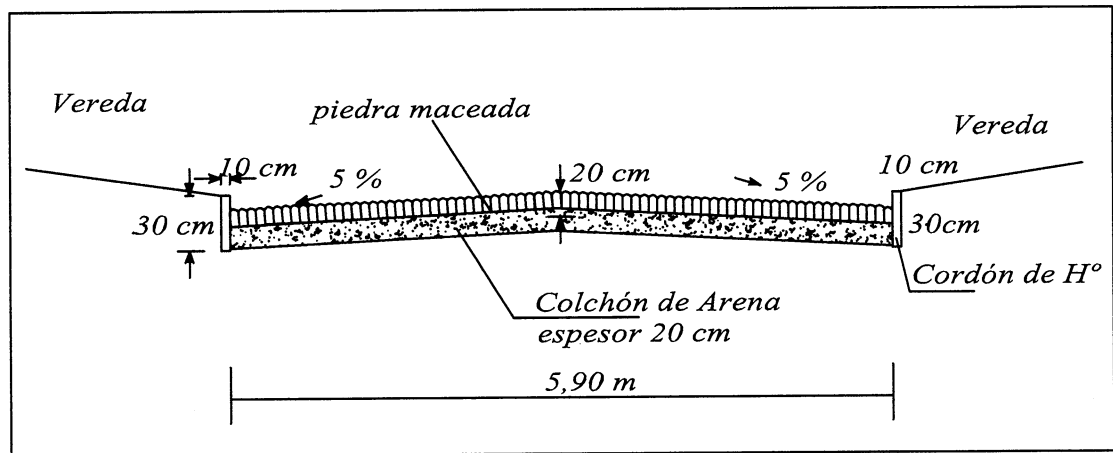 Vereda
piedra maceada
Vereda
10 cm
5 %
20 cm
5 %
10 cm
30 cm
30cm
Cordón de Hº
Colchón de Arena
espesor 20 cm
5,90 m